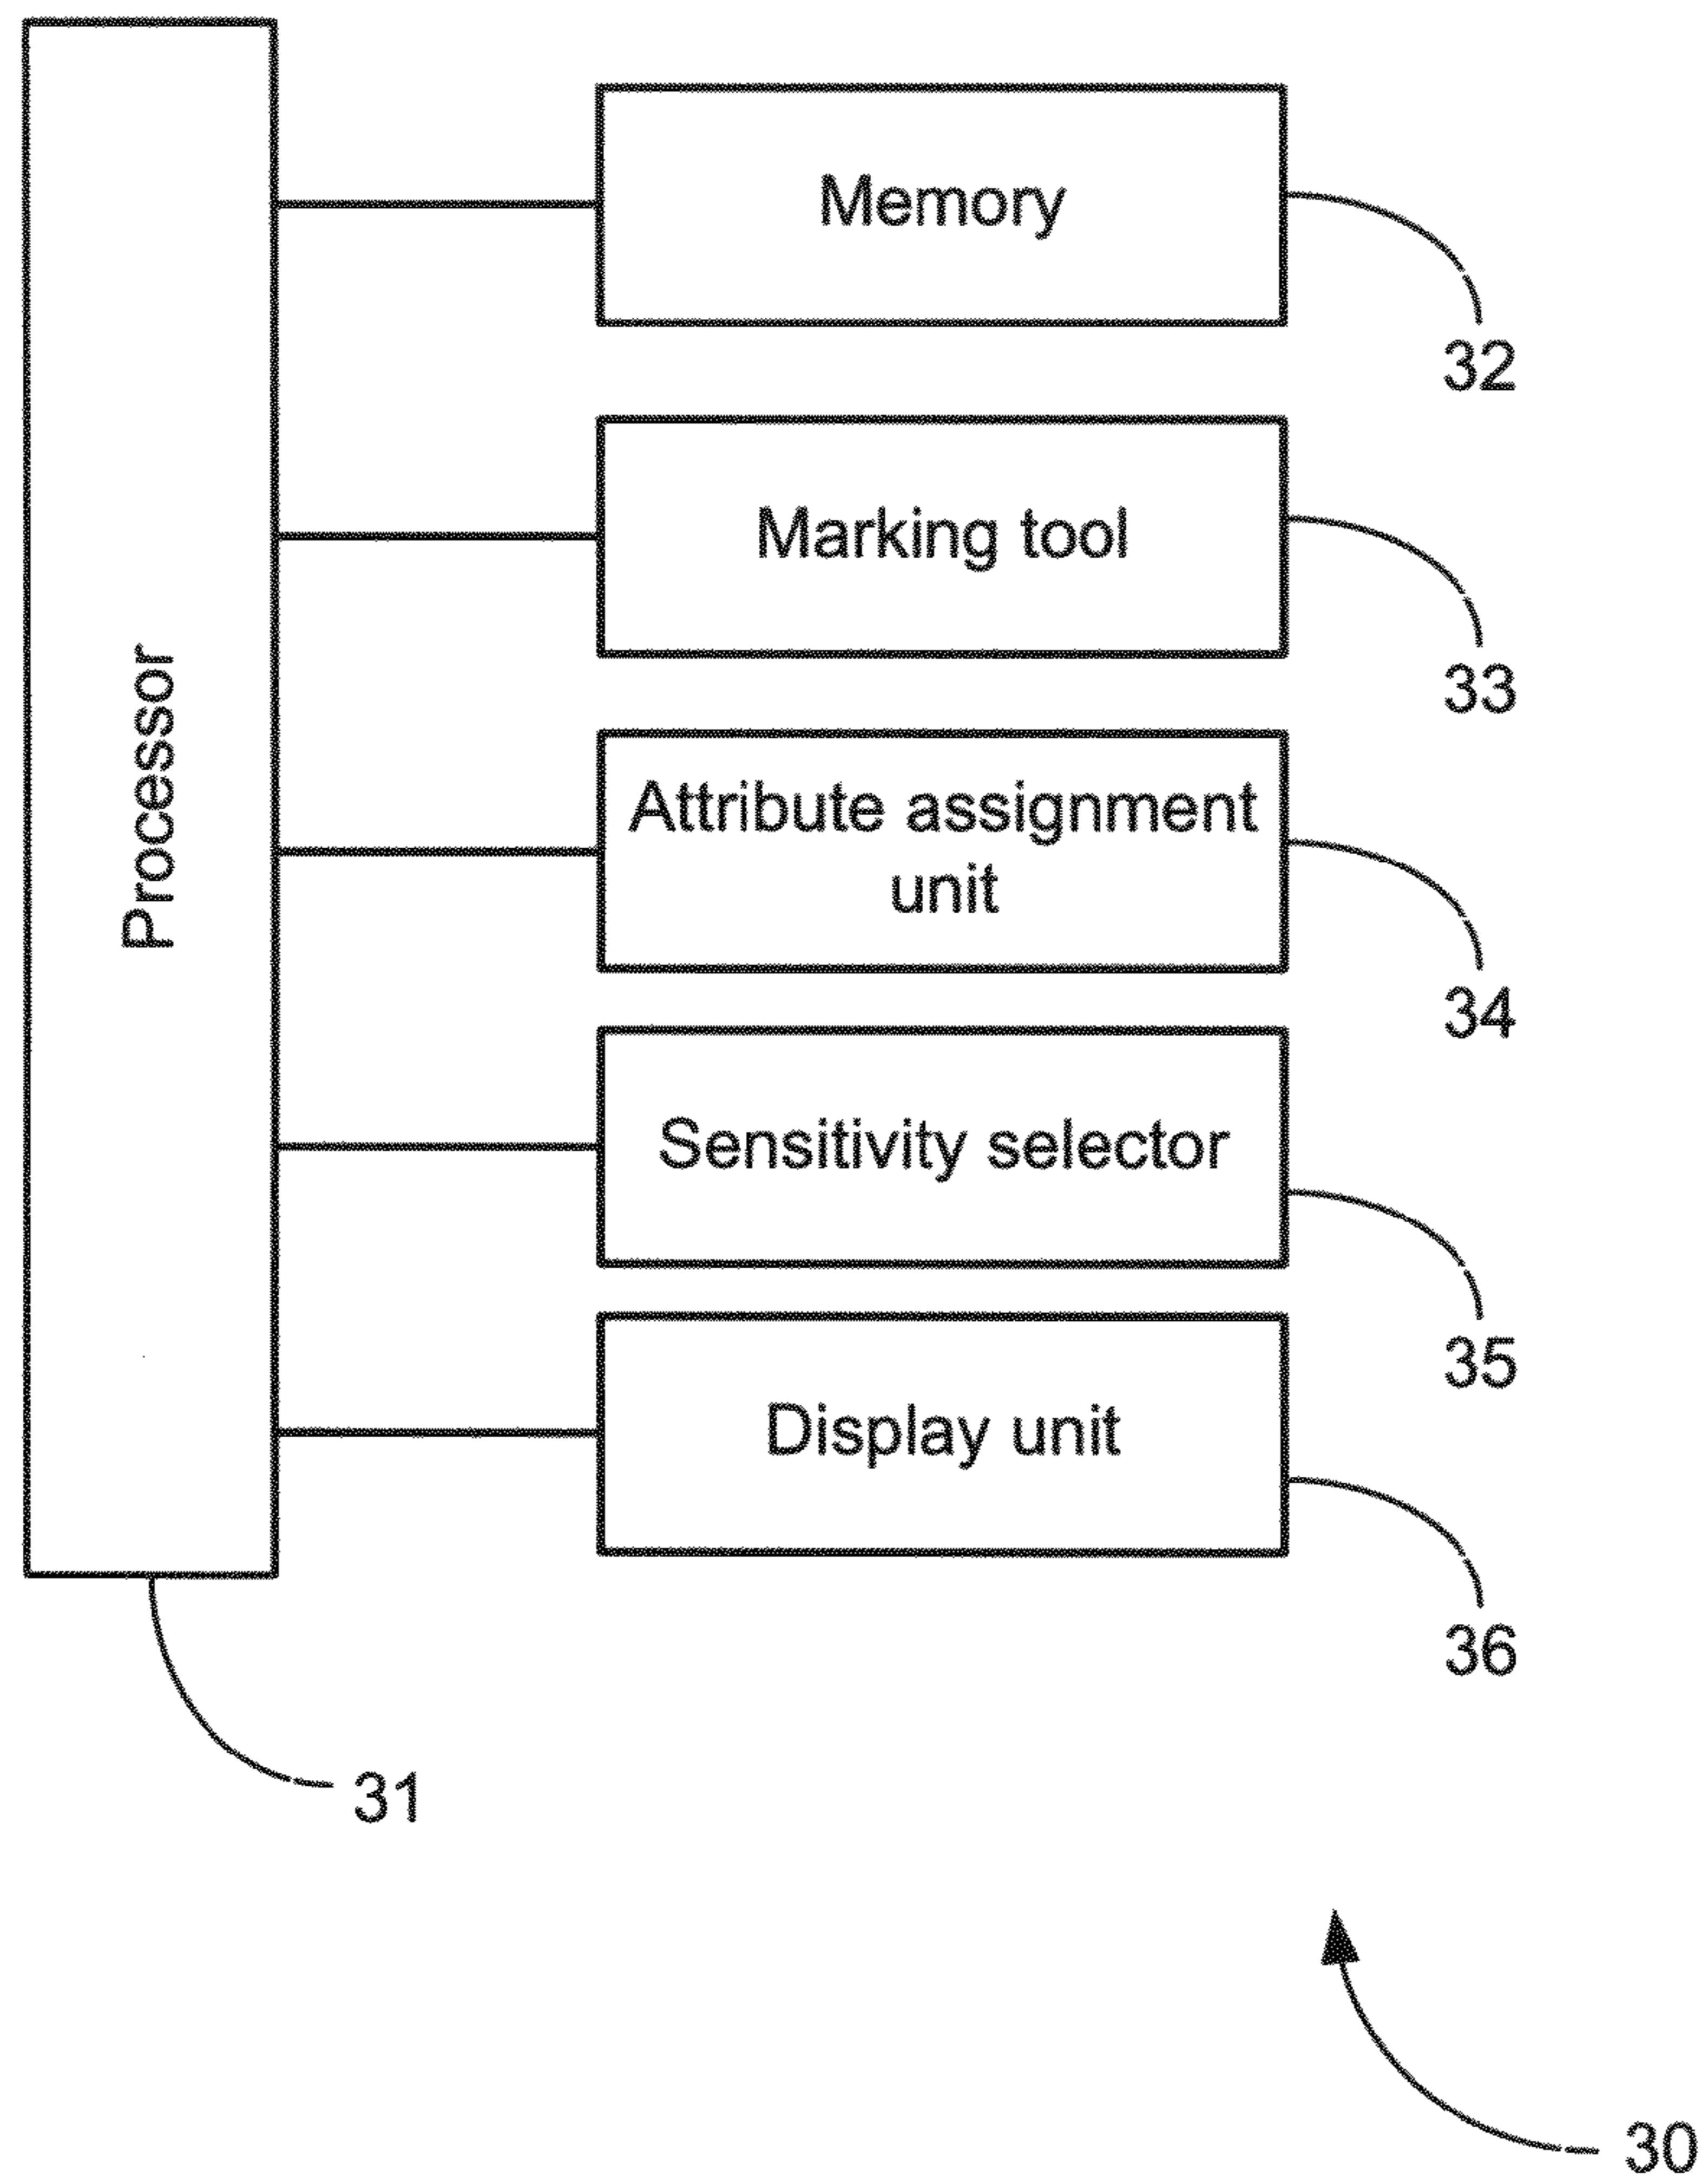 Processor
Memory
32
Marking tool
33
Attribute assignment
unit
34
Sensitivity selector
35
Display unit
36
31
30